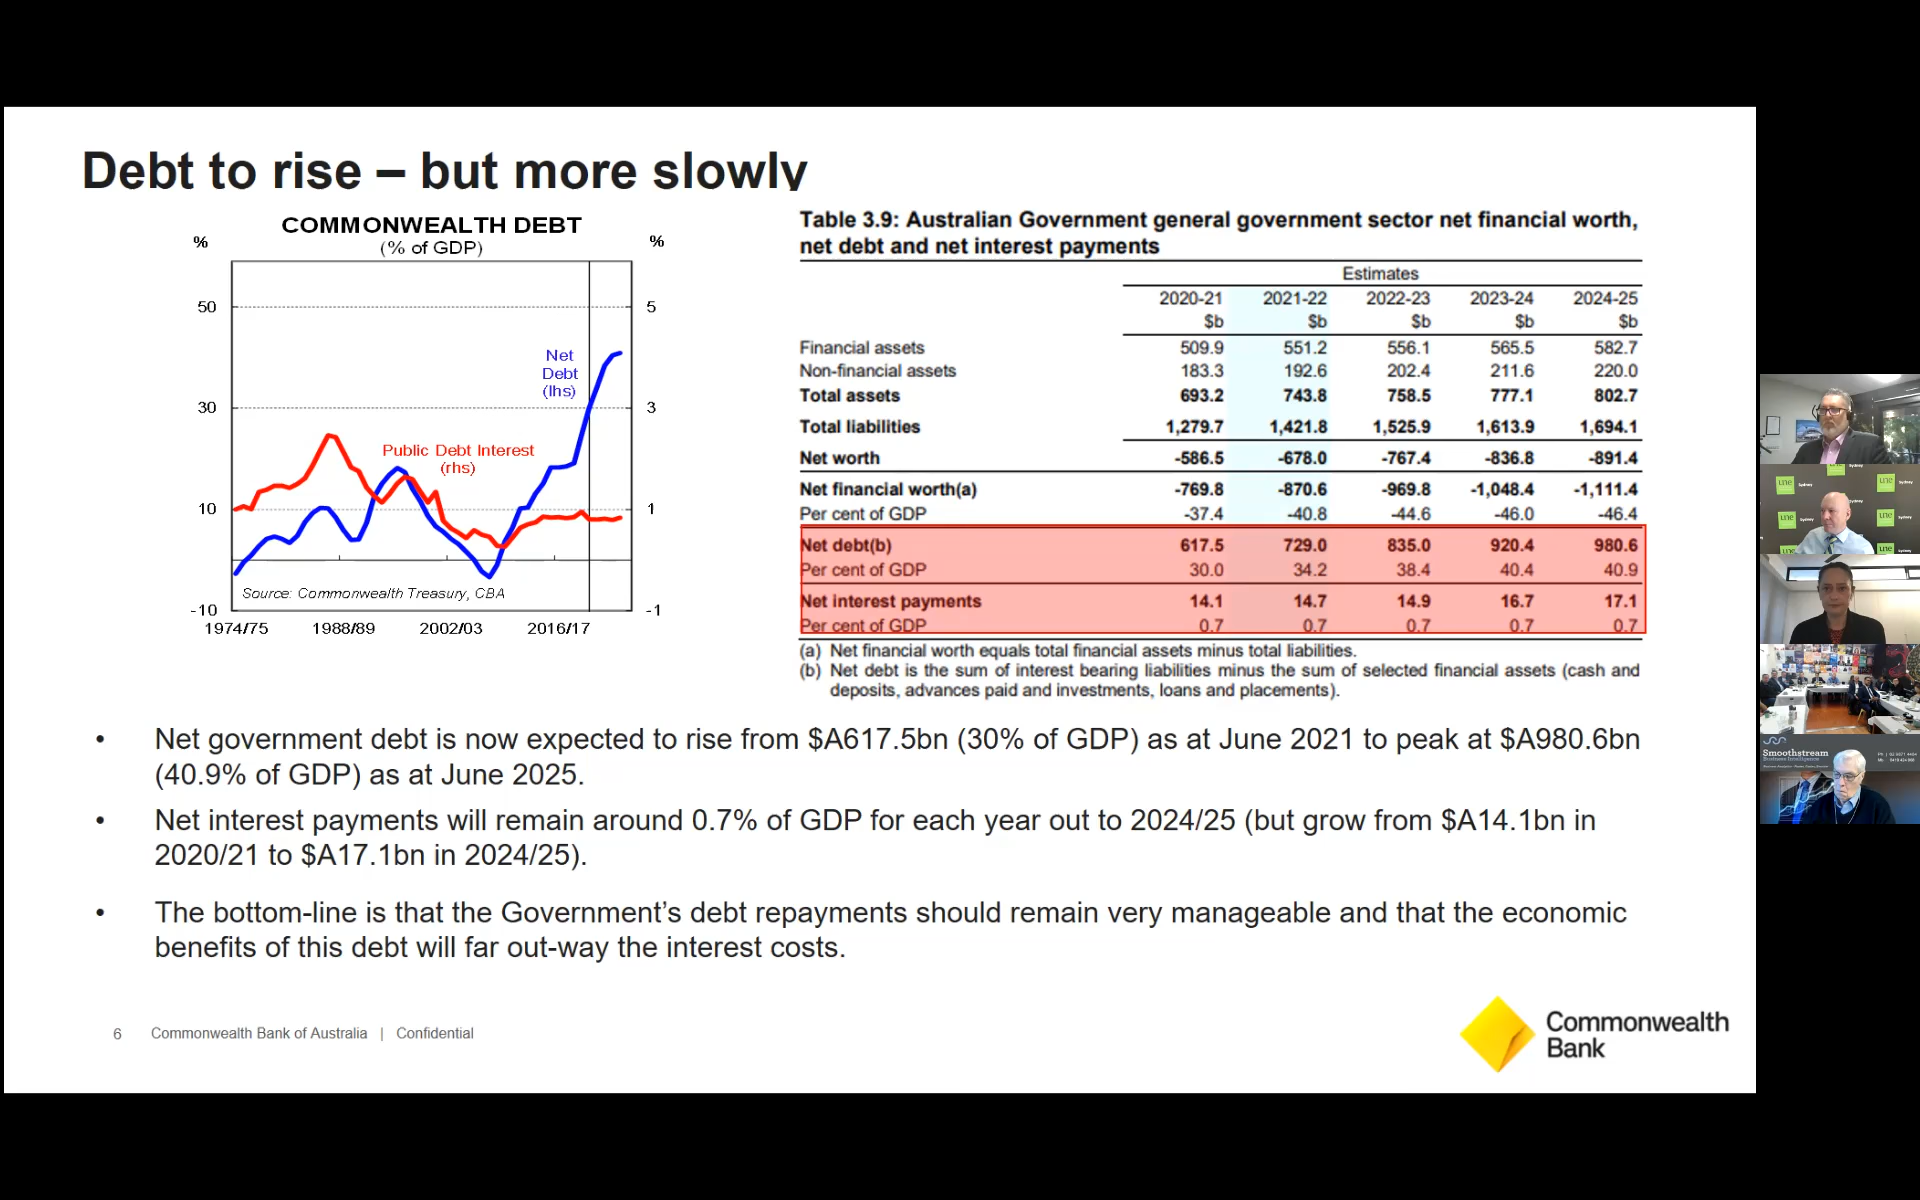 Debt to rise – but more slowly
COMMONWEALTH DEBT
(% of GDP)
%
%
50
5
30
3
10
1
-10
-1
Net
Debt
(lhs)
Public Debt Interest
(rhs)
Source: Commonwealth Treasury, CBA
1974/75 1988/89 2002/03 2016/17
Table 3.9: Australian Government general government sector net financial worth,
net debt and net interest payments
Estimates
2020-21 2021-22 2022-23 2023-24 2024-25
$b $b $b $b $b
Financial assets 509.9 551.2 556.1 565.5 582.7
Non-financial assets 183.3 192.6 202.4 211.6 220.0
Total assets 693.2 743.8 758.5 777.1 802.7
Total liabilities 1,279.7 1,421.8 1,525.9 1,613.9 1,694.1
Net worth -586.5 -678.0 -767.4 -836.8 -891.4
Net financial worth(a) -769.8 -870.6 -969.8 -1,048.4 -1,111.4
Per cent of GDP -37.4 -40.8 -44.6 -46.0 -46.4
Net debt(b) 617.5 729.0 835.0 920.4 980.6
Per cent of GDP 30.0 34.2 38.4 40.4 40.9
Net interest payments 14.1 14.7 14.9 16.7 17.1
Per cent of GDP 0.7 0.7 0.7 0.7 0.7
(a) Net financial worth equals total financial assets minus total liabilities.
(b) Net debt is the sum of interest bearing liabilities minus the sum of selected financial assets (cash and
deposits, advances paid and investments, loans and placements).
• Net government debt is now expected to rise from $A617.5bn (30% of GDP) as at June 2021 to peak at $A980.6bn
(40.9% of GDP) as at June 2025.
• Net interest payments will remain around 0.7% of GDP for each year out to 2024/25 (but grow from $A14.1bn in
2020/21 to $A17.1bn in 2024/25).
• The bottom-line is that the Government's debt repayments should remain very manageable and that the economic
benefits of this debt will far out-way the interest costs.
6 Commonwealth Bank of Australia | Confidential
Commonwealth
Bank
une Sydney
une Sydney
une Sydney
une Sydney
une
une
Smoothstream
Business Intelligence